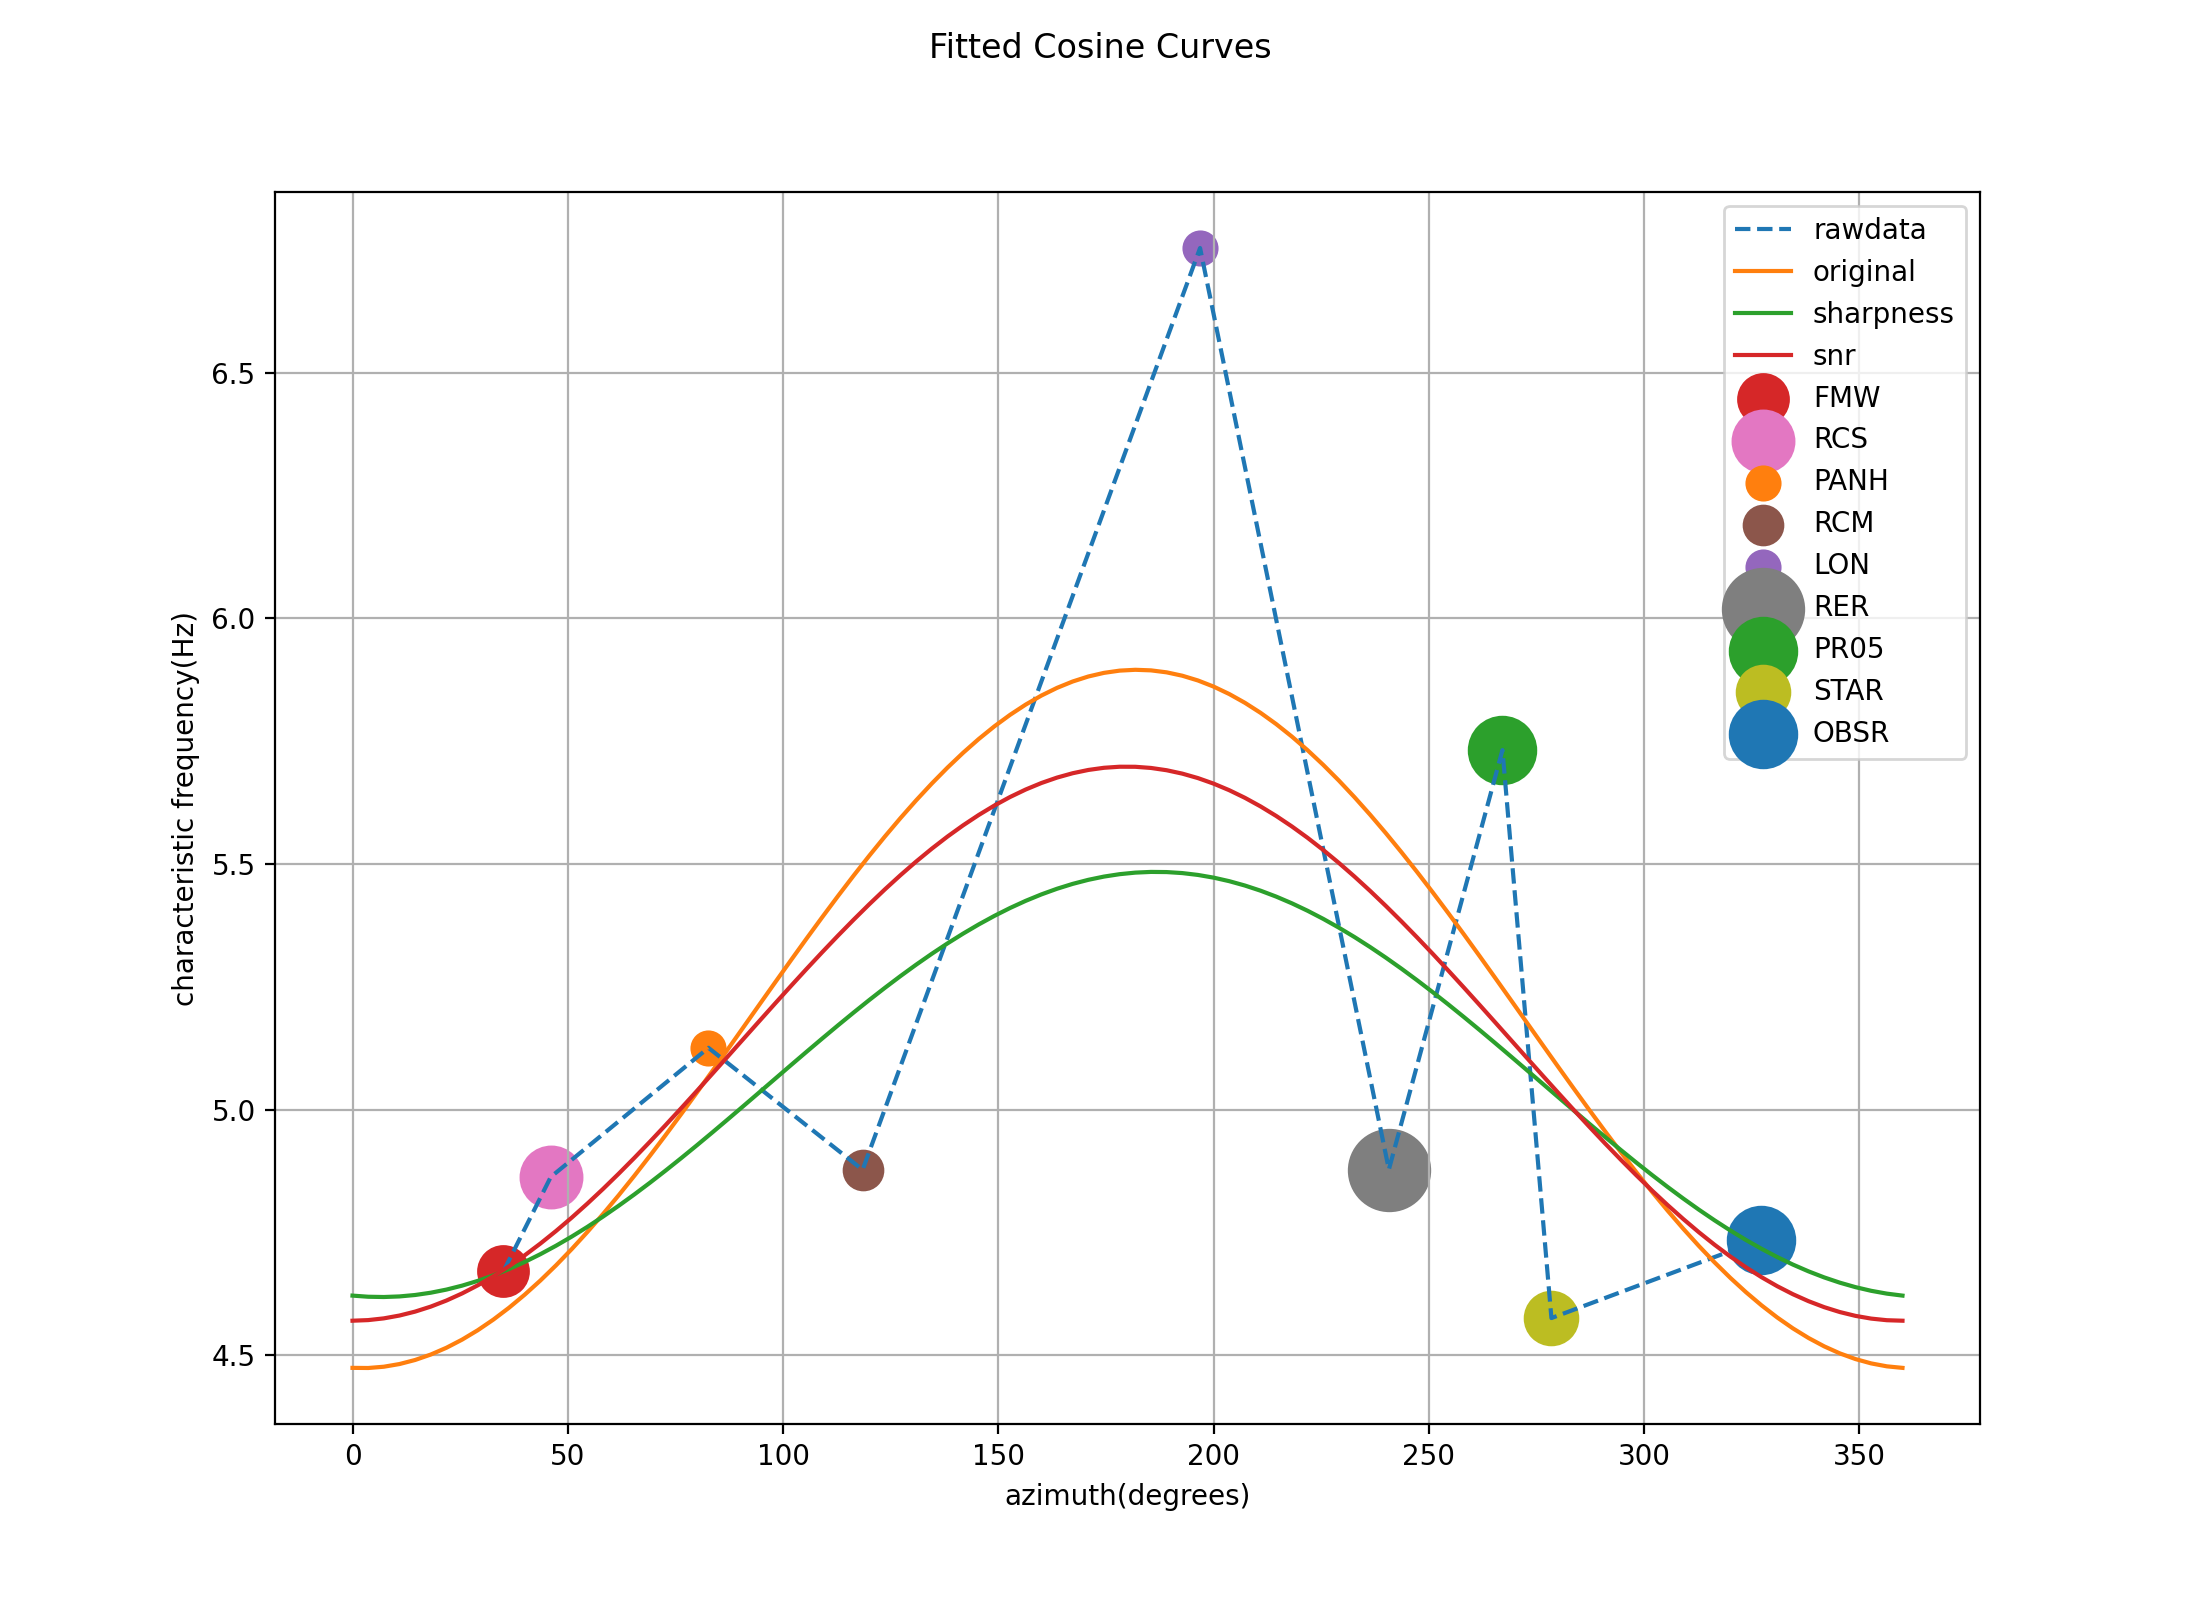 Fitted Cosine Curves
rawdata
original
sharpness
snr
FMW
RCS
PANH
RCM
LON
RER
PR05
STAR
OBSR
characteristic frequency(Hz)
6.5
6.0
5.5
5.0
4.5
0 50 100 150 200 250 300 350
azimuth(degrees)